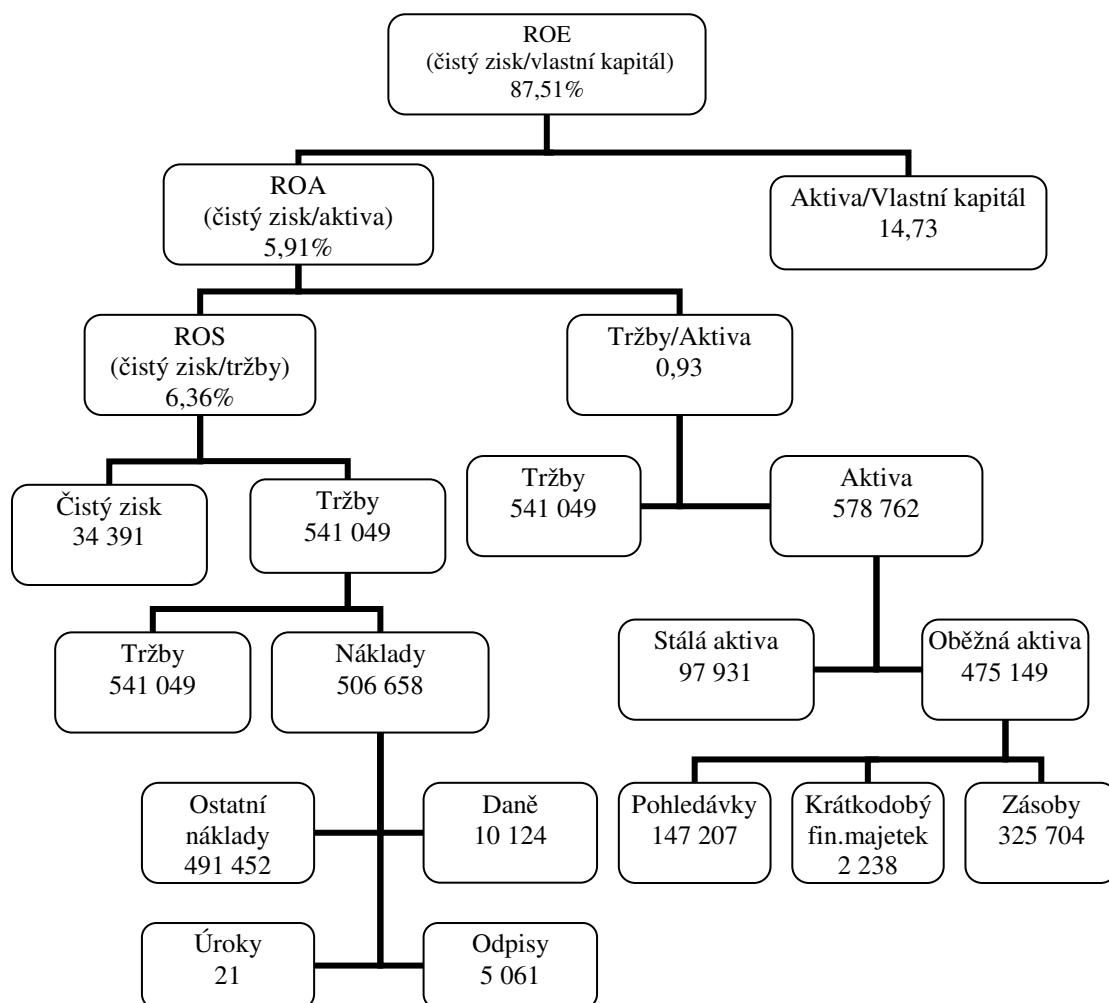 ROE
(čistý zisk/vlastní kapitál)
87,51%
ROA
(čistý zisk/aktiva)
5,91%
Aktiva/Vlastní kapitál
14,73
ROS
(čistý zisk/tržby)
6,36%
Tržby/Aktiva
0,93
Čistý zisk
34 391
Tržby
541 049
Tržby
541 049
Aktiva
578 762
Tržby
541 049
Náklady
506 658
Stálá aktiva
97 931
Oběžná aktiva
475 149
Ostatní
náklady
491 452
Daně
10 124
Pohledávky
147 207
Krátkodobý
fin.majetek
2 238
Zásoby
325 704
Úroky
21
Odpisy
5 061